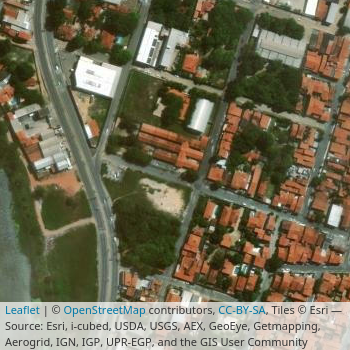 Leaflet | © OpenStreetMap contributors, CC-BY-SA, Tiles © Esri —
Source: Esri, i-cubed, USDA, USGS, AEX, GeoEye, Getmapping,
Aerogrid, IGN, IGP, UPR-EGP, and the GIS User Community